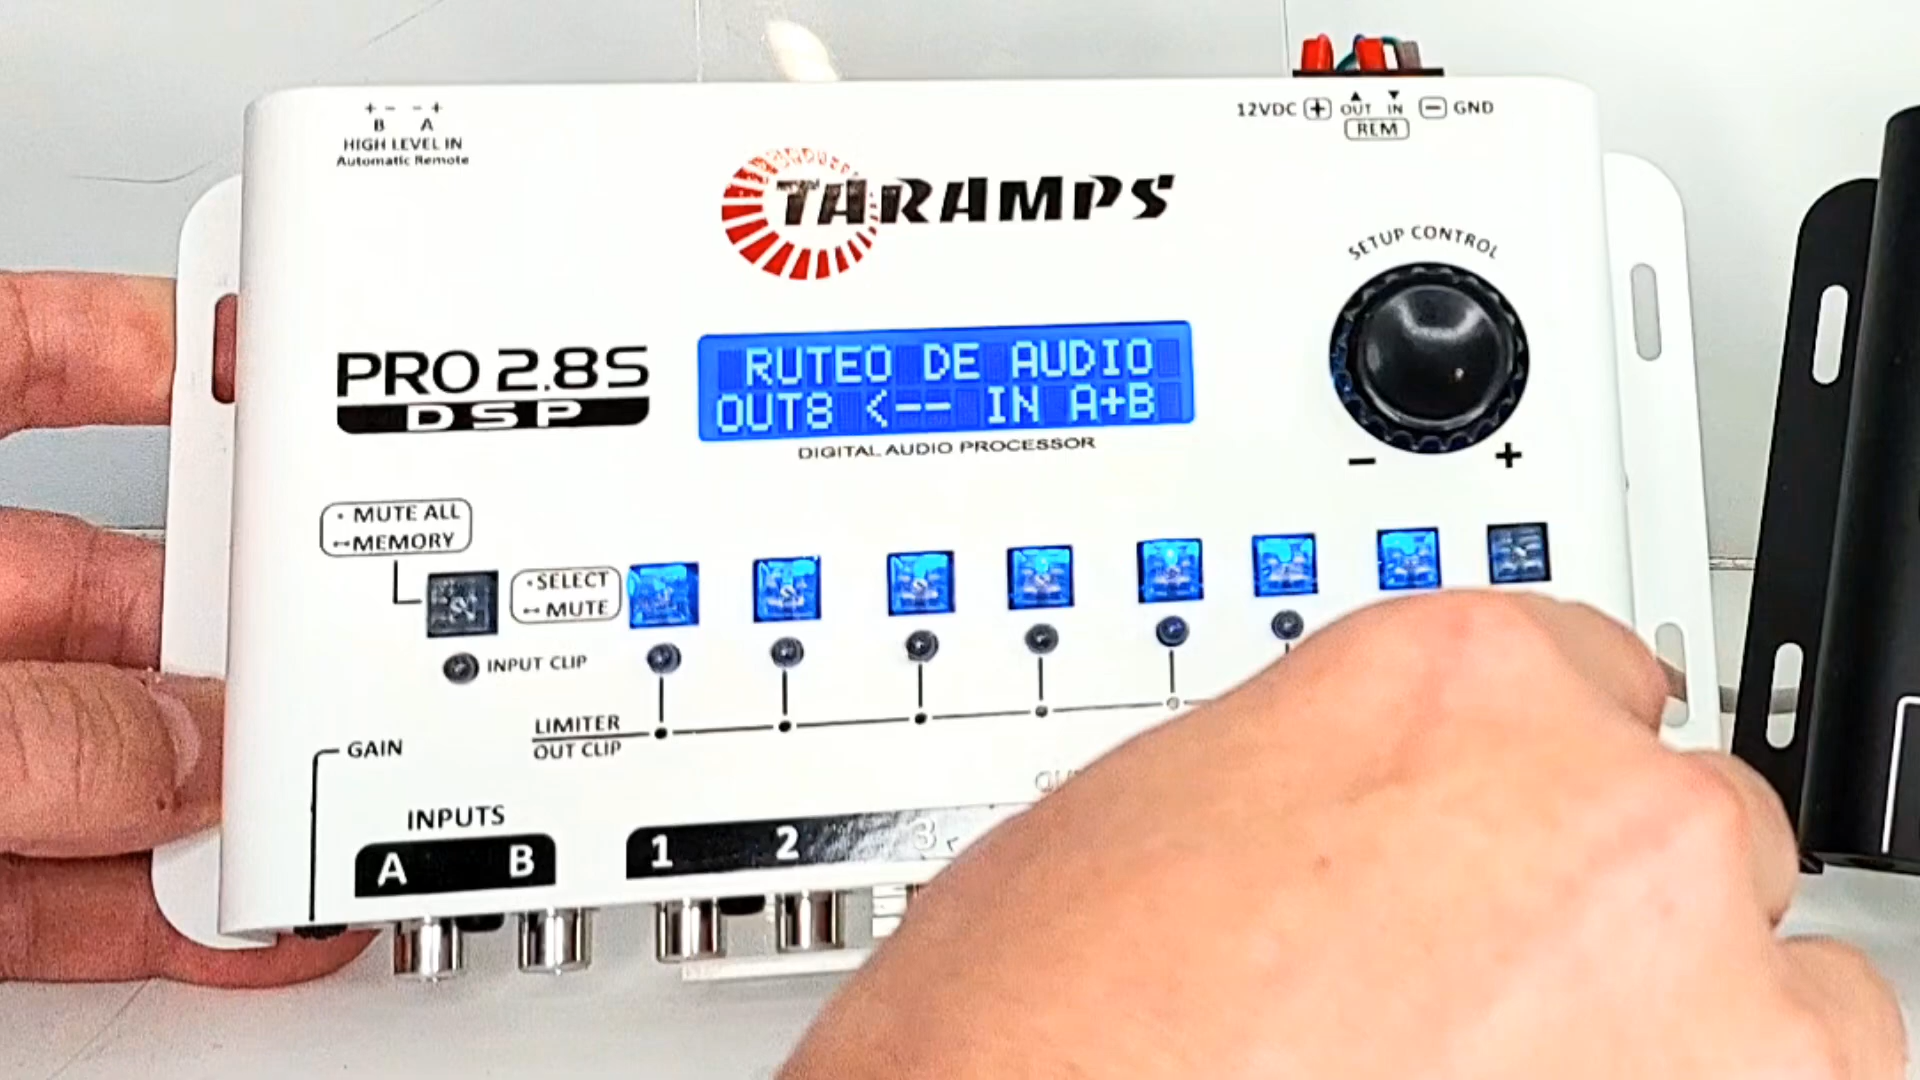 + - - +
B A
HIGH LEVEL IN
Automatic Remote
12VDC + OUT IN - GND
REM
TARAMPS
SETUP CONTROL
PRO 2.8S
DSP
RUTEO DE AUDIO
OUT8 <-- IN A+B
DIGITAL AUDIO PROCESSOR
- +
MUTE ALL
MEMORY
SELECT
MUTE
INPUT CLIP
LIMITER
OUT CLIP
GAIN
INPUTS
A B
1 2 3